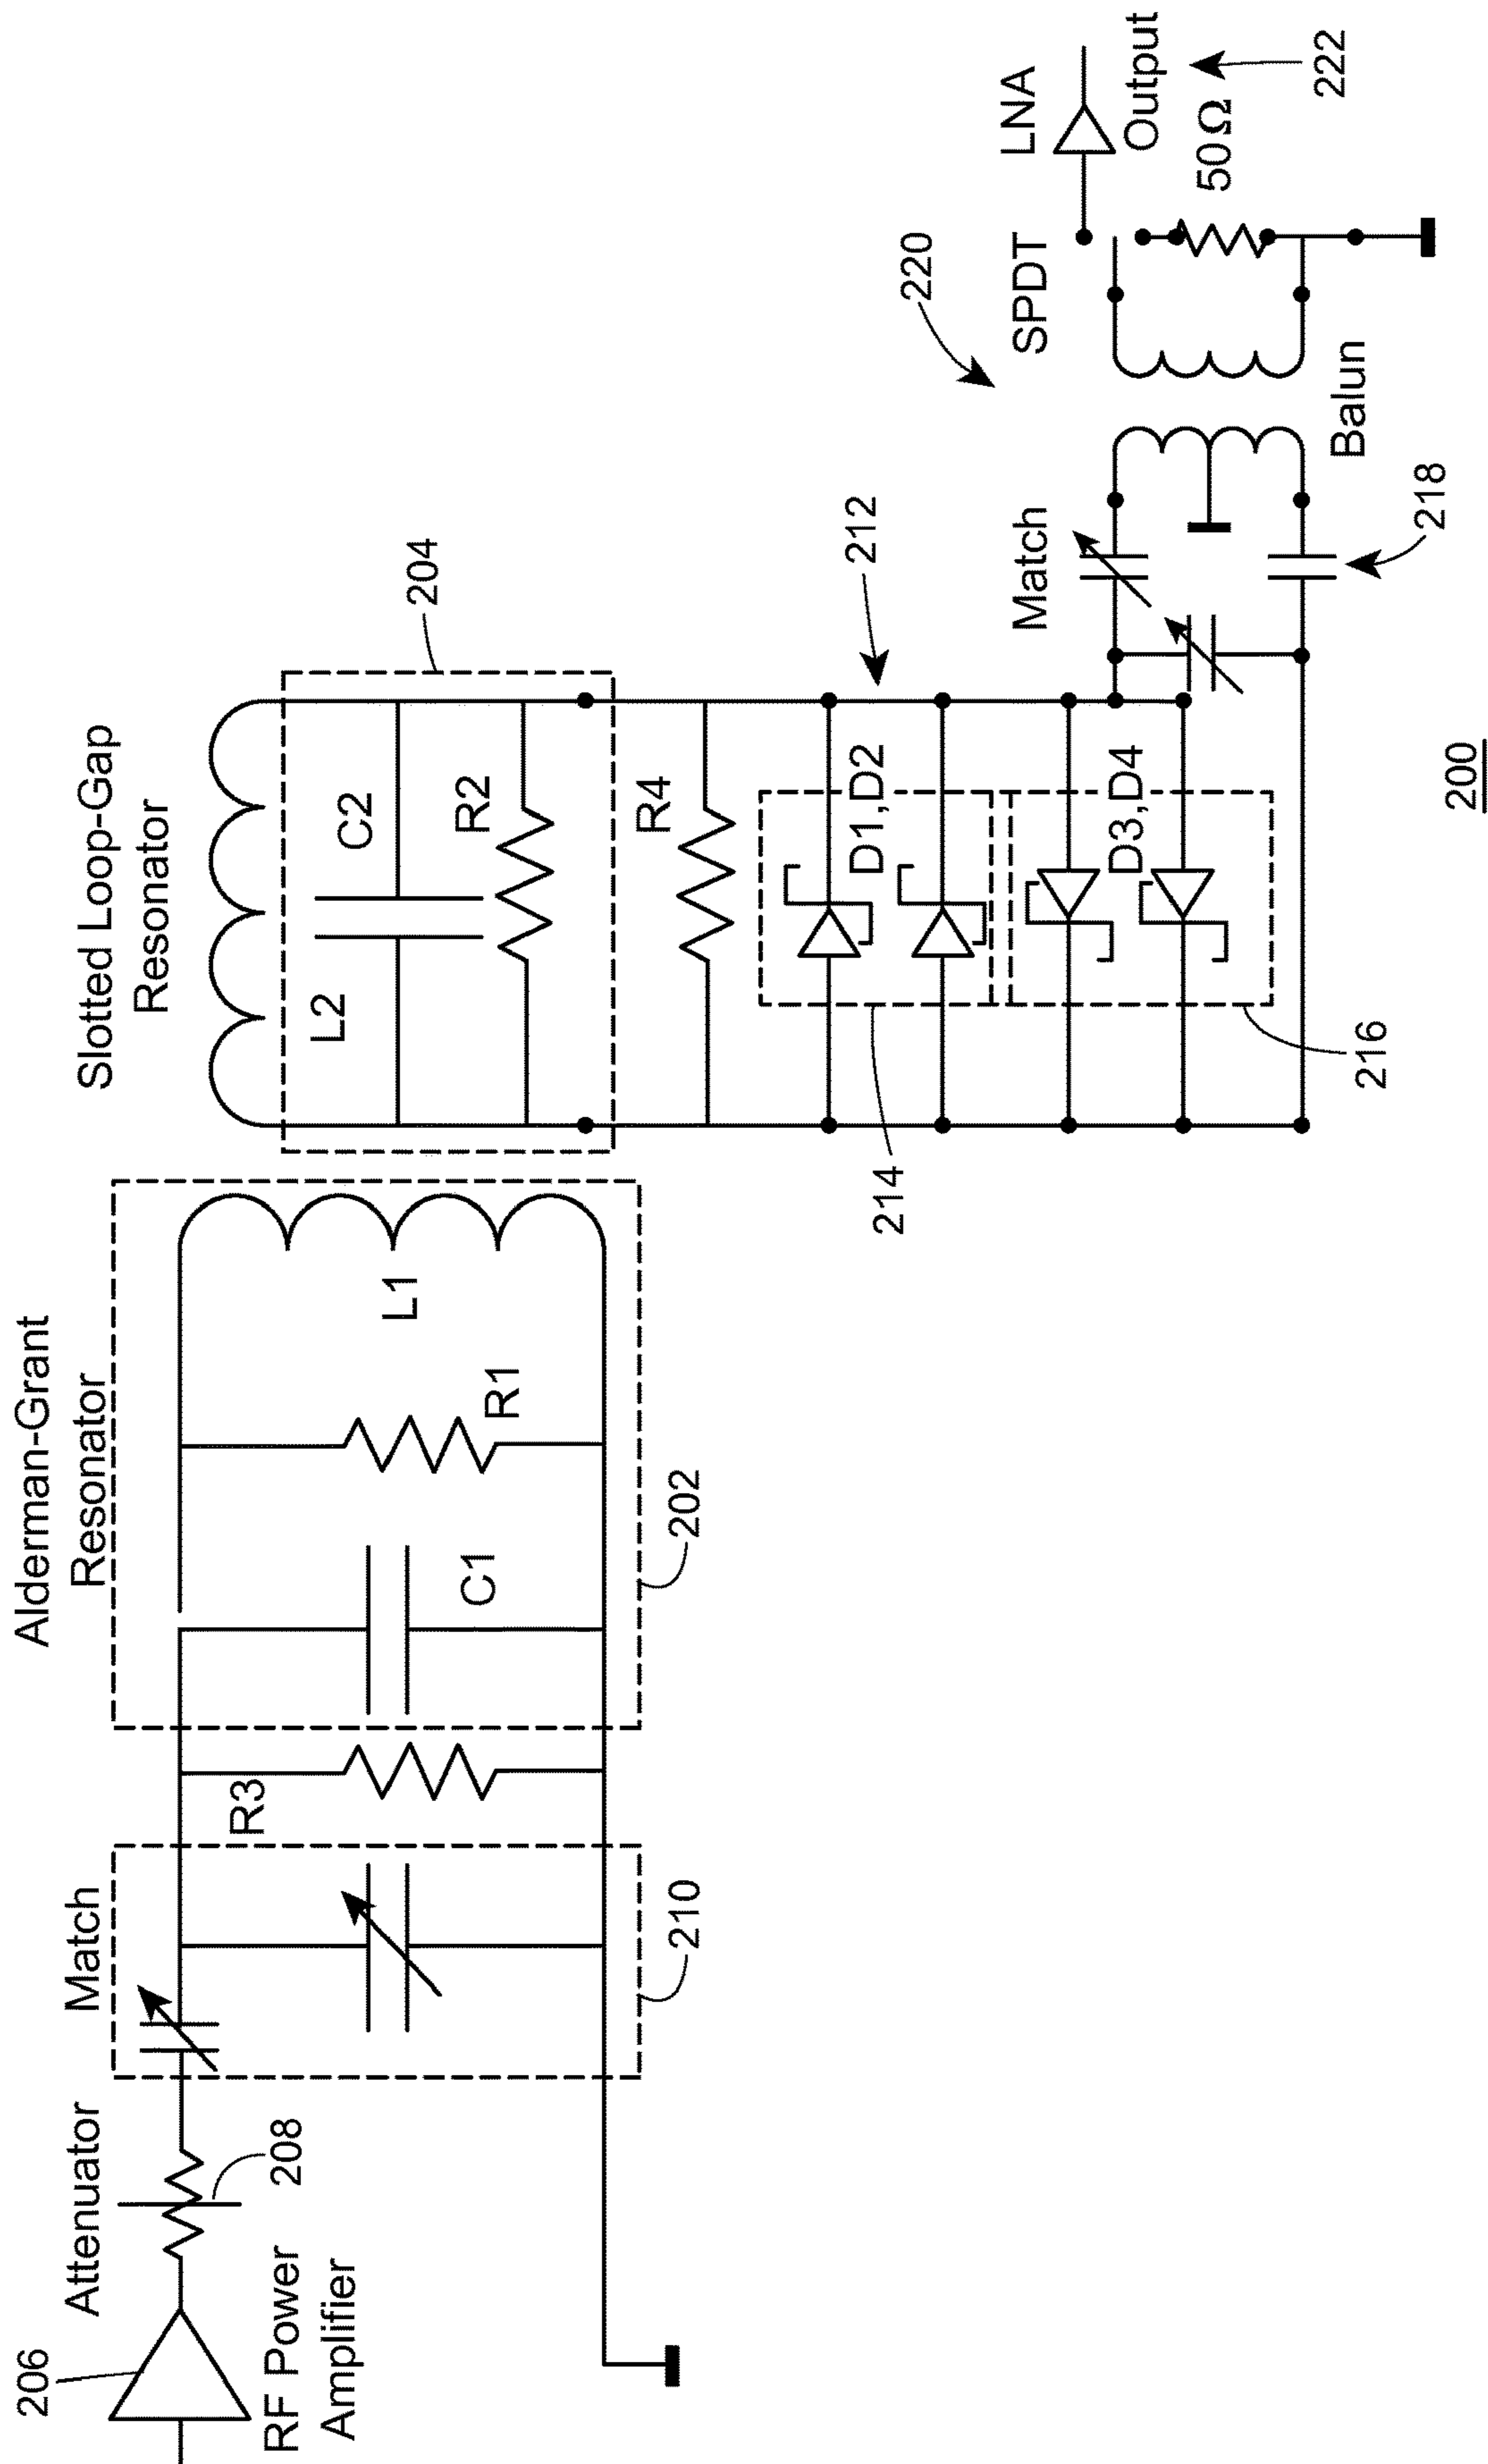 206
RF Power
Amplifier
Attenuator
208
Match
210
R3
Alderman-Grant
Resonator
C1
R1
L1
202
Slotted Loop-Gap
Resonator
L2
C2
R2
204
R4
212
D1,D2
D3,D4
214
216
Match
218
Balun
220
SPDT
LNA
Output
50Ω
222
200